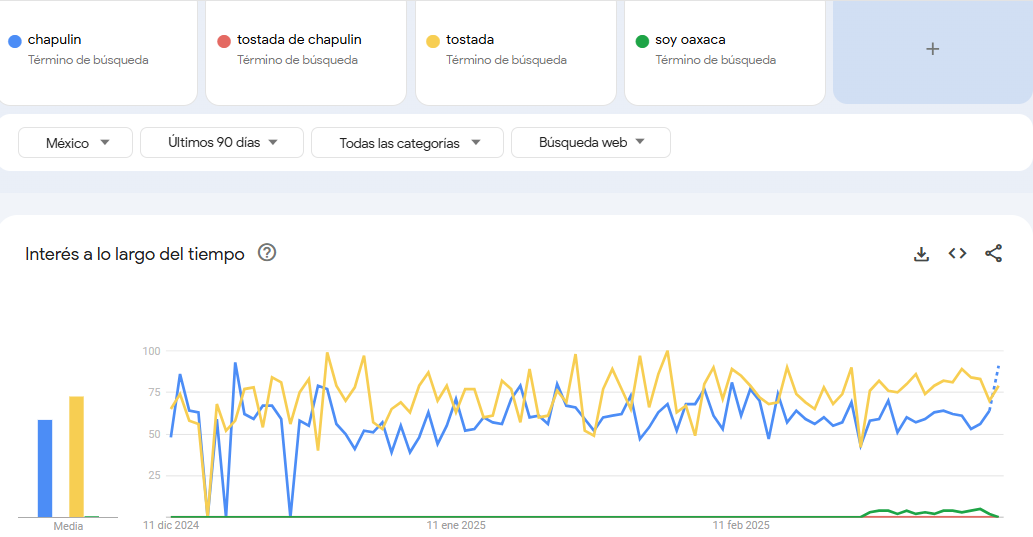 chapulin
Término de búsqueda
tostada de chapulin
Término de búsqueda
tostada
Término de búsqueda
soy oaxaca
Término de búsqueda
+
México
Últimos 90 días
Todas las categorías
Búsqueda web
Interés a lo largo del tiempo
?
100
75
50
25
Media
11 dic 2024
11 ene 2025
11 feb 2025